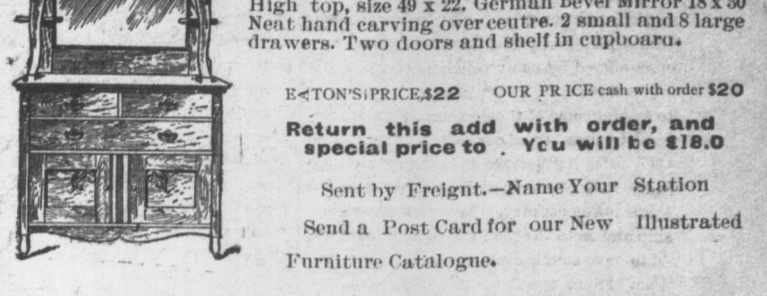 High top, size 49 x 22. German Bevel Mirror 18 x 30
Neat hand carving over ceutre. 2 small and 8 large
drawers. Two doors and shelf in cupboard.
EATON'S PRICE, $22 OUR PRICE cash with order $20
Return this add with order, and
special price to You will be $18.0
Sent by Freignt.—Name Your Station
Send a Post Card for our New Illustrated
Furniture Catalogue.